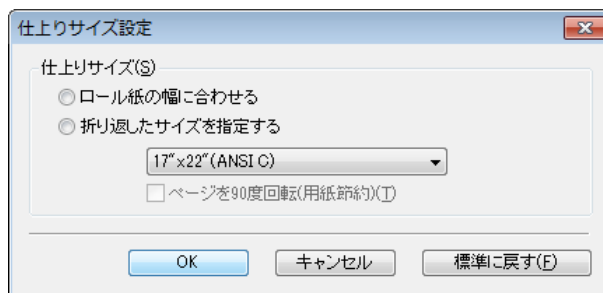 仕上りサイズ設定
仕上りサイズ(S)
ロール紙の幅に合わせる
折り返したサイズを指定する
17"x22"(ANSI C)
ページを90度回転(用紙節約)(T)
OK キャンセル 標準に戻す(F)